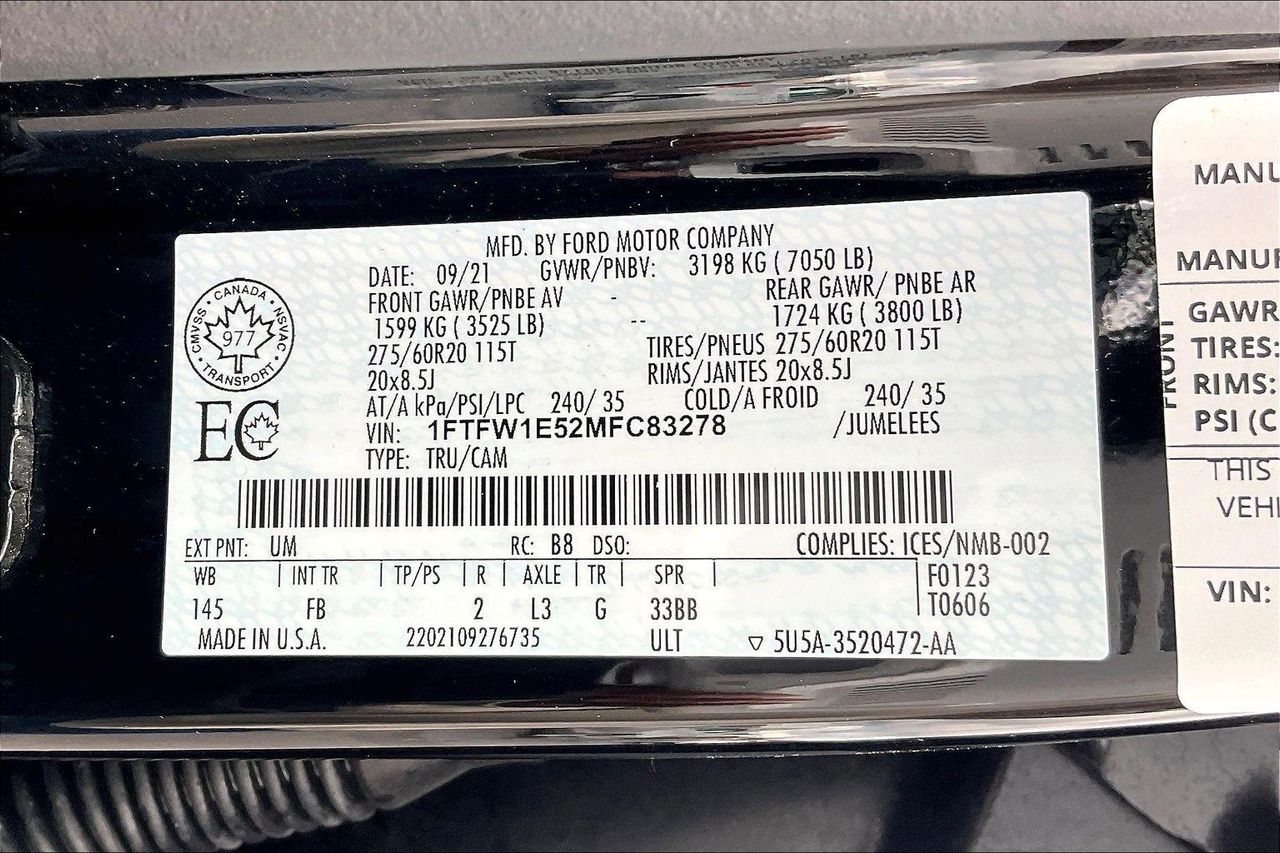 MFD. BY FORD MOTOR COMPANY
DATE: 09/21 GVWR/PNBV: 3198 KG ( 7050 LB)
FRONT GAWR/PNBE AV - REAR GAWR/ PNBE AR
1599 KG ( 3525 LB) -- 1724 KG ( 3800 LB)
275/60R20 115T TIRES/PNEUS 275/60R20 115T
20x8.5J RIMS/JANTES 20x8.5J
AT/A kPa/PSI/LPC 240/ 35 COLD/A FROID 240/ 35
VIN: 1FTFW1E52MFC83278 /JUMELEES
TYPE: TRU/CAM
CANADA
CMVSS 977 NSVAC
TRANSPORT
EC
EXT PNT: UM RC: B8 DSO: COMPLIES: ICES/NMB-002
WB | INT TR | TP/PS | R | AXLE | TR | SPR | F0123
145 FB 2 L3 G 33BB T0606
MADE IN U.S.A. 2202109276735 ULT ▽ 5U5A-3520472-AA
MANU
MANUF
FRONT
GAWR
TIRES:
RIMS:
PSI (C
THIS
VEHI
VIN: